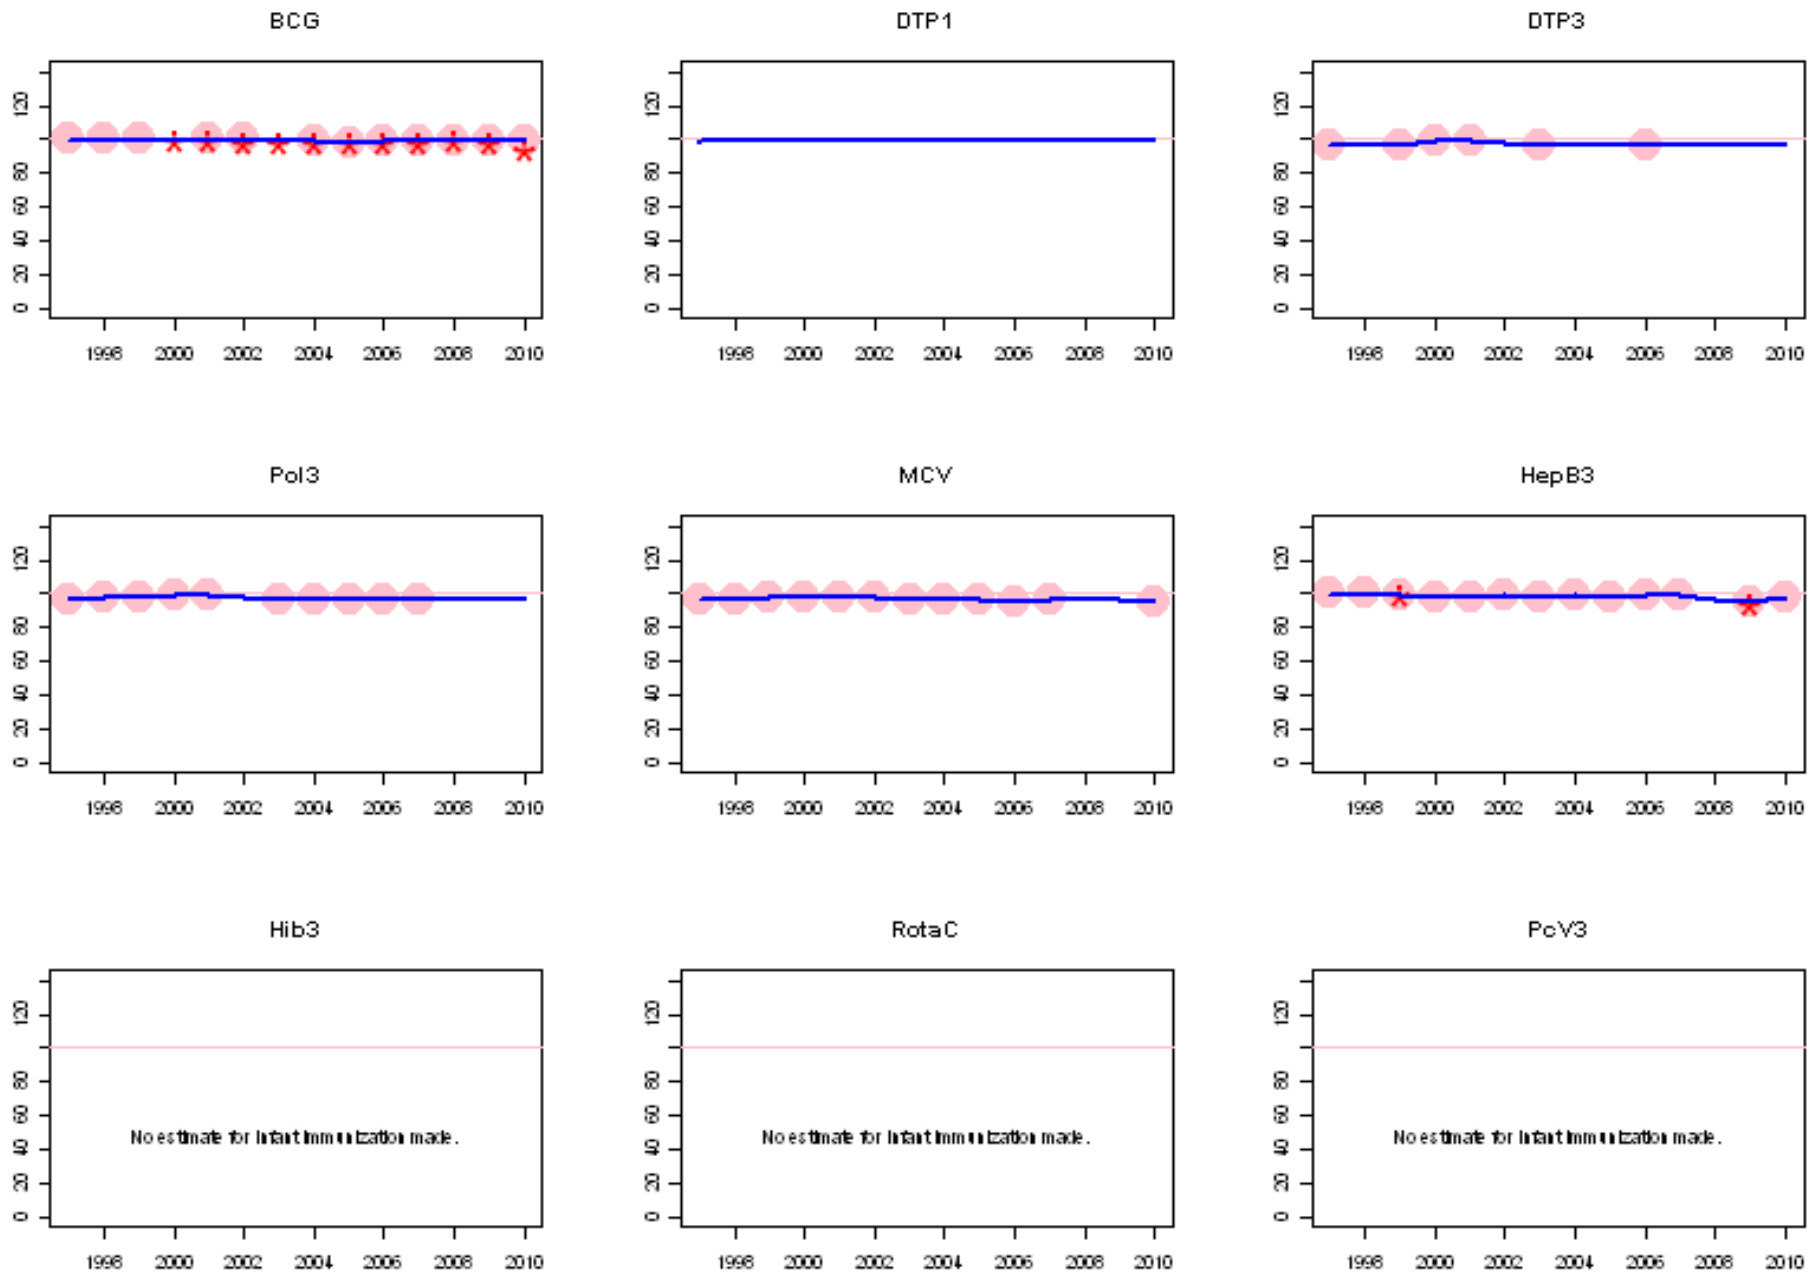 BCG DTP1 DTP3
120 120 120
80 80 80
60 60 60
40 40 40
20 20 20
0 0 0
1998 2000 2002 2004 2006 2008 2010 1998 2000 2002 2004 2006 2008 2010 1998 2000 2002 2004 2006 2008 2010
Pol3 MCV HepB3
120 120 120
80 80 80
60 60 60
40 40 40
20 20 20
0 0 0
1998 2000 2002 2004 2006 2008 2010 1998 2000 2002 2004 2006 2008 2010 1998 2000 2002 2004 2006 2008 2010
Hib3 RotaC PcV3
120 120 120
80 80 80
60 60 60
No estimate for infant immunization made. No estimate for infant immunization made. No estimate for infant immunization made.
40 40 40
20 20 20
0 0 0
1998 2000 2002 2004 2006 2008 2010 1998 2000 2002 2004 2006 2008 2010 1998 2000 2002 2004 2006 2008 2010